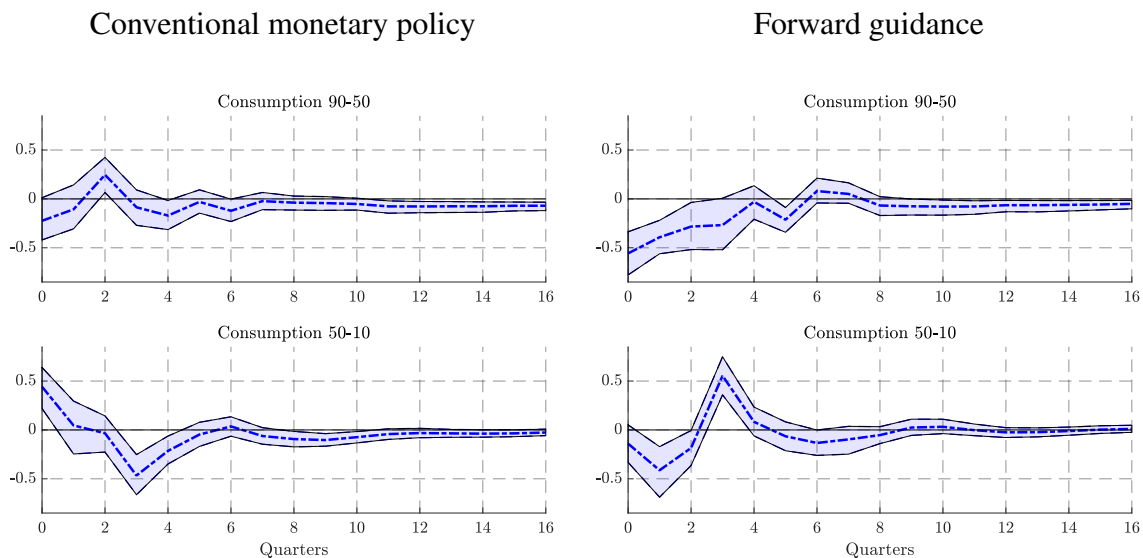 Conventional monetary policy
Forward guidance
Consumption 90-50
0.5
0
-0.5
0 2 4 6 8 10 12 14 16
Consumption 90-50
0.5
0
-0.5
0 2 4 6 8 10 12 14 16
Consumption 50-10
0.5
0
-0.5
0 2 4 6 8 10 12 14 16
Quarters
Consumption 50-10
0.5
0
-0.5
0 2 4 6 8 10 12 14 16
Quarters